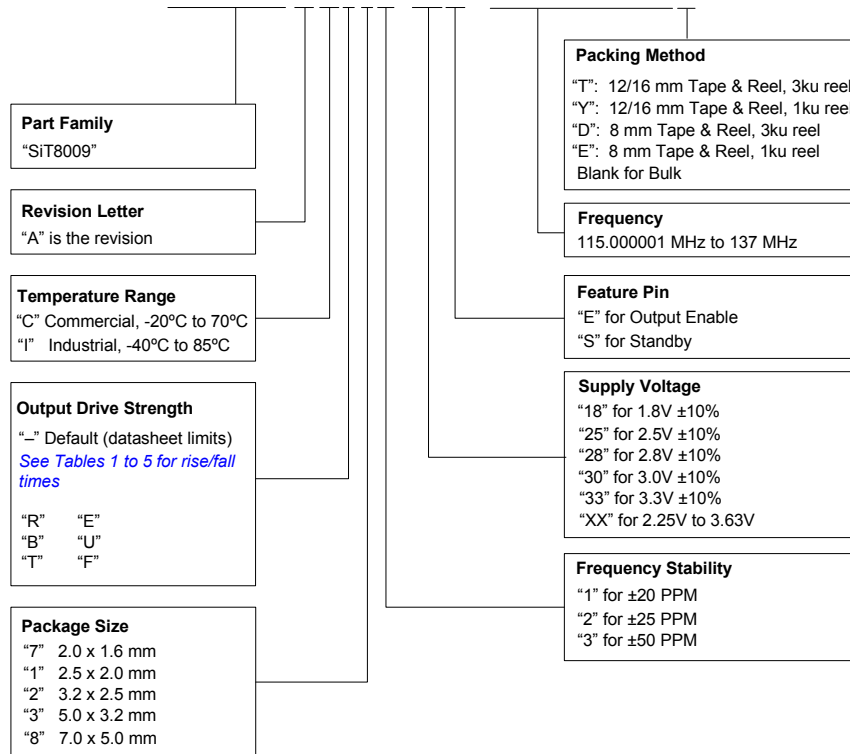 Part Family
“SiT8009”
Revision Letter
“A” is the revision
Temperature Range
“C” Commercial, -20ºC to 70ºC
“I” Industrial, -40ºC to 85ºC
Output Drive Strength
“–” Default (datasheet limits)
See Tables 1 to 5 for rise/fall
times
“R” “E”
“B” “U”
“T” “F”
Package Size
“7” 2.0 x 1.6 mm
“1” 2.5 x 2.0 mm
“2” 3.2 x 2.5 mm
“3” 5.0 x 3.2 mm
“8” 7.0 x 5.0 mm
Packing Method
“T”: 12/16 mm Tape & Reel, 3ku reel
“Y”: 12/16 mm Tape & Reel, 1ku reel
“D”: 8 mm Tape & Reel, 3ku reel
“E”: 8 mm Tape & Reel, 1ku reel
Blank for Bulk
Frequency
115.000001 MHz to 137 MHz
Feature Pin
“E” for Output Enable
“S” for Standby
Supply Voltage
“18” for 1.8V ±10%
“25” for 2.5V ±10%
“28” for 2.8V ±10%
“30” for 3.0V ±10%
“33” for 3.3V ±10%
“XX” for 2.25V to 3.63V
Frequency Stability
“1” for ±20 PPM
“2” for ±25 PPM
“3” for ±50 PPM